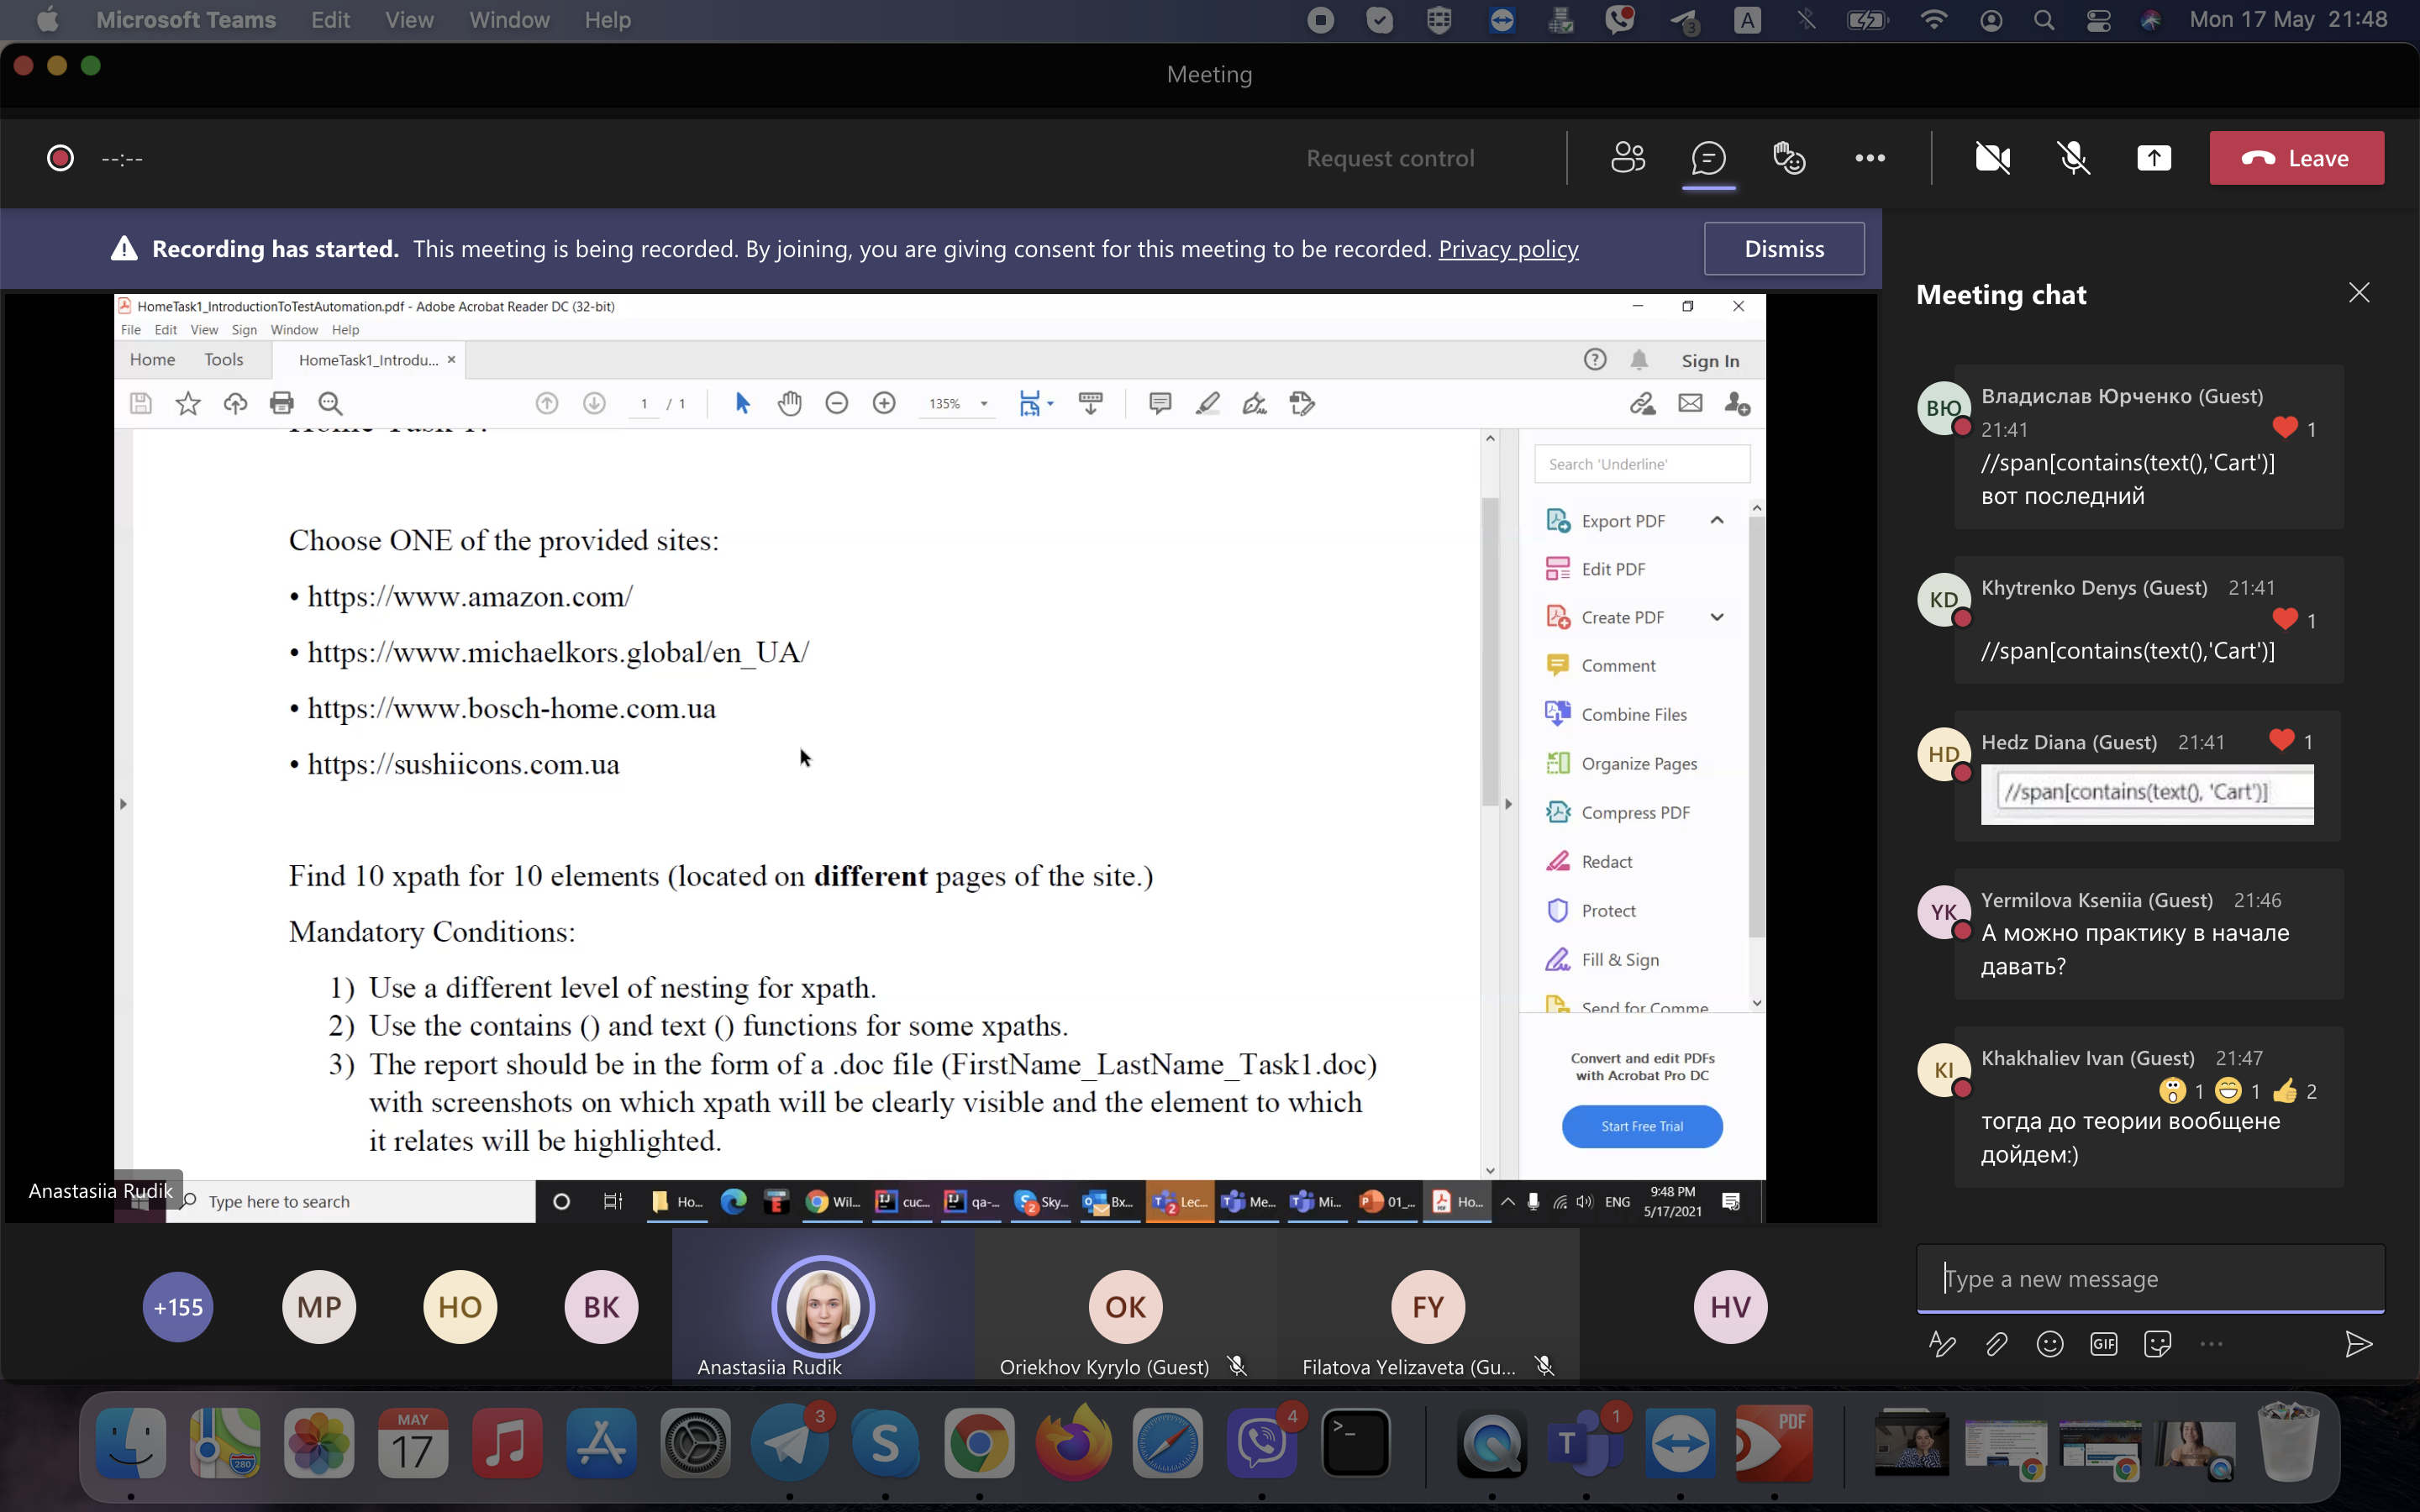 Microsoft Teams Edit View Window Help
3
A
Mon 17 May 21:48
Meeting
--:--
Request control
Leave
Recording has started. This meeting is being recorded. By joining, you are giving consent for this meeting to be recorded. Privacy policy
Dismiss
HomeTask1_IntroductionToTestAutomation.pdf - Adobe Acrobat Reader DC (32-bit)
File Edit View Sign Window Help
Home Tools HomeTask1_Introdu... ×
Sign In
1 / 1
135%
Choose ONE of the provided sites:
• https://www.amazon.com/
• https://www.michaelkors.global/en_UA/
• https://www.bosch-home.com.ua
• https://sushiicons.com.ua
Find 10 xpath for 10 elements (located on different pages of the site.)
Mandatory Conditions:
1) Use a different level of nesting for xpath.
2) Use the contains () and text () functions for some xpaths.
3) The report should be in the form of a .doc file (FirstName_LastName_Task1.doc)
with screenshots on which xpath will be clearly visible and the element to which
it relates will be highlighted.
Search 'Underline'
Export PDF
Edit PDF
Create PDF
Comment
Combine Files
Organize Pages
Compress PDF
Redact
Protect
Fill & Sign
Send for Comme
Convert and edit PDFs
with Acrobat Pro DC
Start Free Trial
Anastasiia Rudik
Type here to search
Ho...
Wil...
cuc...
qa-...
Sky...
Вх...
Lec...
Me...
Mi...
01_...
Ho...
ENG
9:48 PM
5/17/2021
Meeting chat
ВЮ
Владислав Юрченко (Guest)
21:41
1
//span[contains(text(),'Cart')]
вот последний
KD
Khytrenko Denys (Guest) 21:41
1
//span[contains(text(),'Cart')]
HD
Hedz Diana (Guest) 21:41
1
//span[contains(text(), 'Cart')]
YK
Yermilova Kseniia (Guest) 21:46
А можно практику в начале
давать?
KI
Khakhaliev Ivan (Guest) 21:47
1 1 2
тогда до теории вообщене
дойдем:)
Type a new message
GIF
+155
MP
HO
BK
Anastasiia Rudik
OK
Oriekhov Kyrylo (Guest)
FY
Filatova Yelizaveta (Gu...
HV
MAY
17
280
3
S
4
>_
T
1
PDF